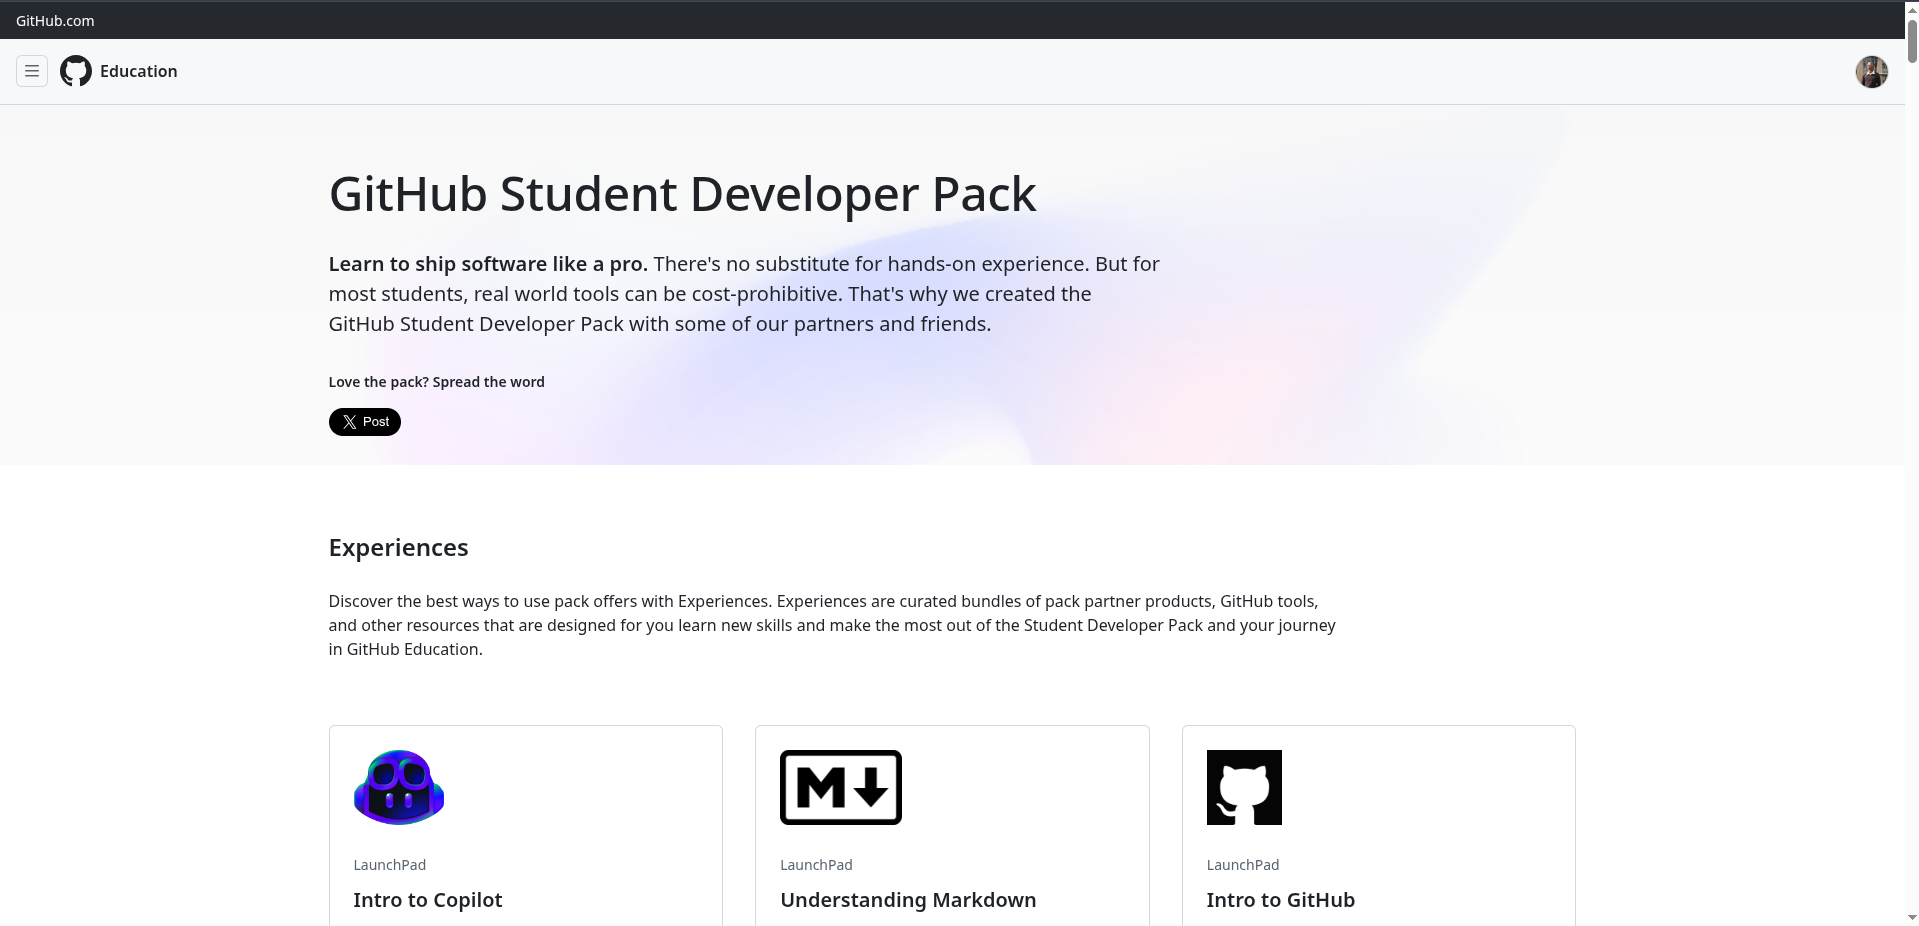 GitHub.com
Education
GitHub Student Developer Pack
Learn to ship software like a pro. There's no substitute for hands-on experience. But for
most students, real world tools can be cost-prohibitive. That's why we created the
GitHub Student Developer Pack with some of our partners and friends.
Love the pack? Spread the word
Post
Experiences
Discover the best ways to use pack offers with Experiences. Experiences are curated bundles of pack partner products, GitHub tools,
and other resources that are designed for you learn new skills and make the most out of the Student Developer Pack and your journey
in GitHub Education.
M
LaunchPad
Intro to Copilot
LaunchPad
Understanding Markdown
LaunchPad
Intro to GitHub